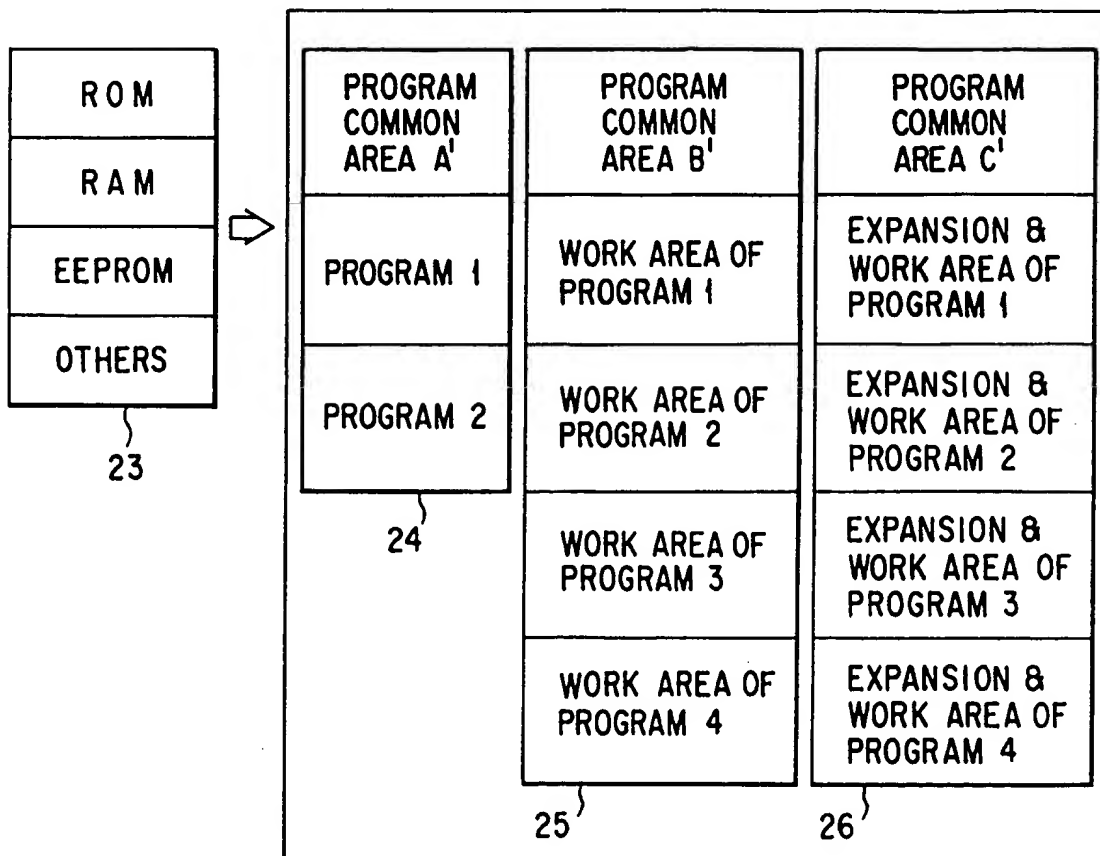 ROM
RAM
EEPROM
OTHERS
23
PROGRAM
COMMON
AREA A'
PROGRAM 1
PROGRAM 2
24
PROGRAM
COMMON
AREA B'
WORK AREA OF
PROGRAM 1
WORK AREA OF
PROGRAM 2
WORK AREA OF
PROGRAM 3
WORK AREA OF
PROGRAM 4
25
PROGRAM
COMMON
AREA C'
EXPANSION &
WORK AREA OF
PROGRAM 1
EXPANSION &
WORK AREA OF
PROGRAM 2
EXPANSION &
WORK AREA OF
PROGRAM 3
EXPANSION &
WORK AREA OF
PROGRAM 4
26